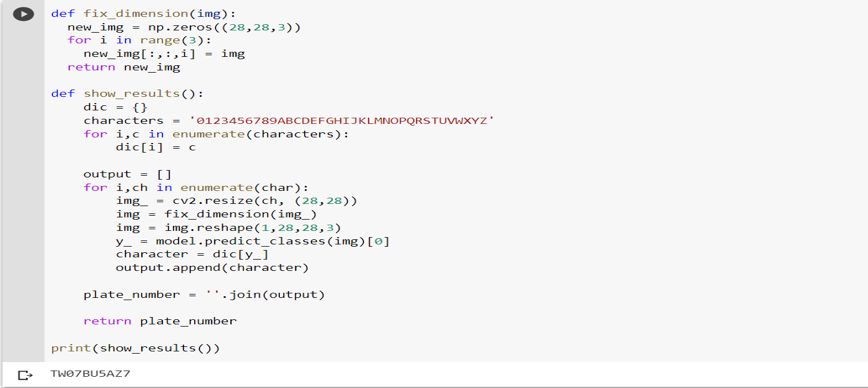 def fix_dimension(img):
  new_img = np.zeros((28,28,3))
  for i in range(3):
    new_img[:,:,i] = img
  return new_img

def show_results():
    dic = {}
    characters = '0123456789ABCDEFGHIJKLMNOPQRSTUVWXYZ'
    for i,c in enumerate(characters):
        dic[i] = c

    output = []
    for i,ch in enumerate(char):
        img_ = cv2.resize(ch, (28,28))
        img = fix_dimension(img_)
        img = img.reshape(1,28,28,3)
        y_ = model.predict_classes(img)[0]
        character = dic[y_]
        output.append(character)

    plate_number = ''.join(output)

    return plate_number

print(show_results())
TW07BU5AZ7